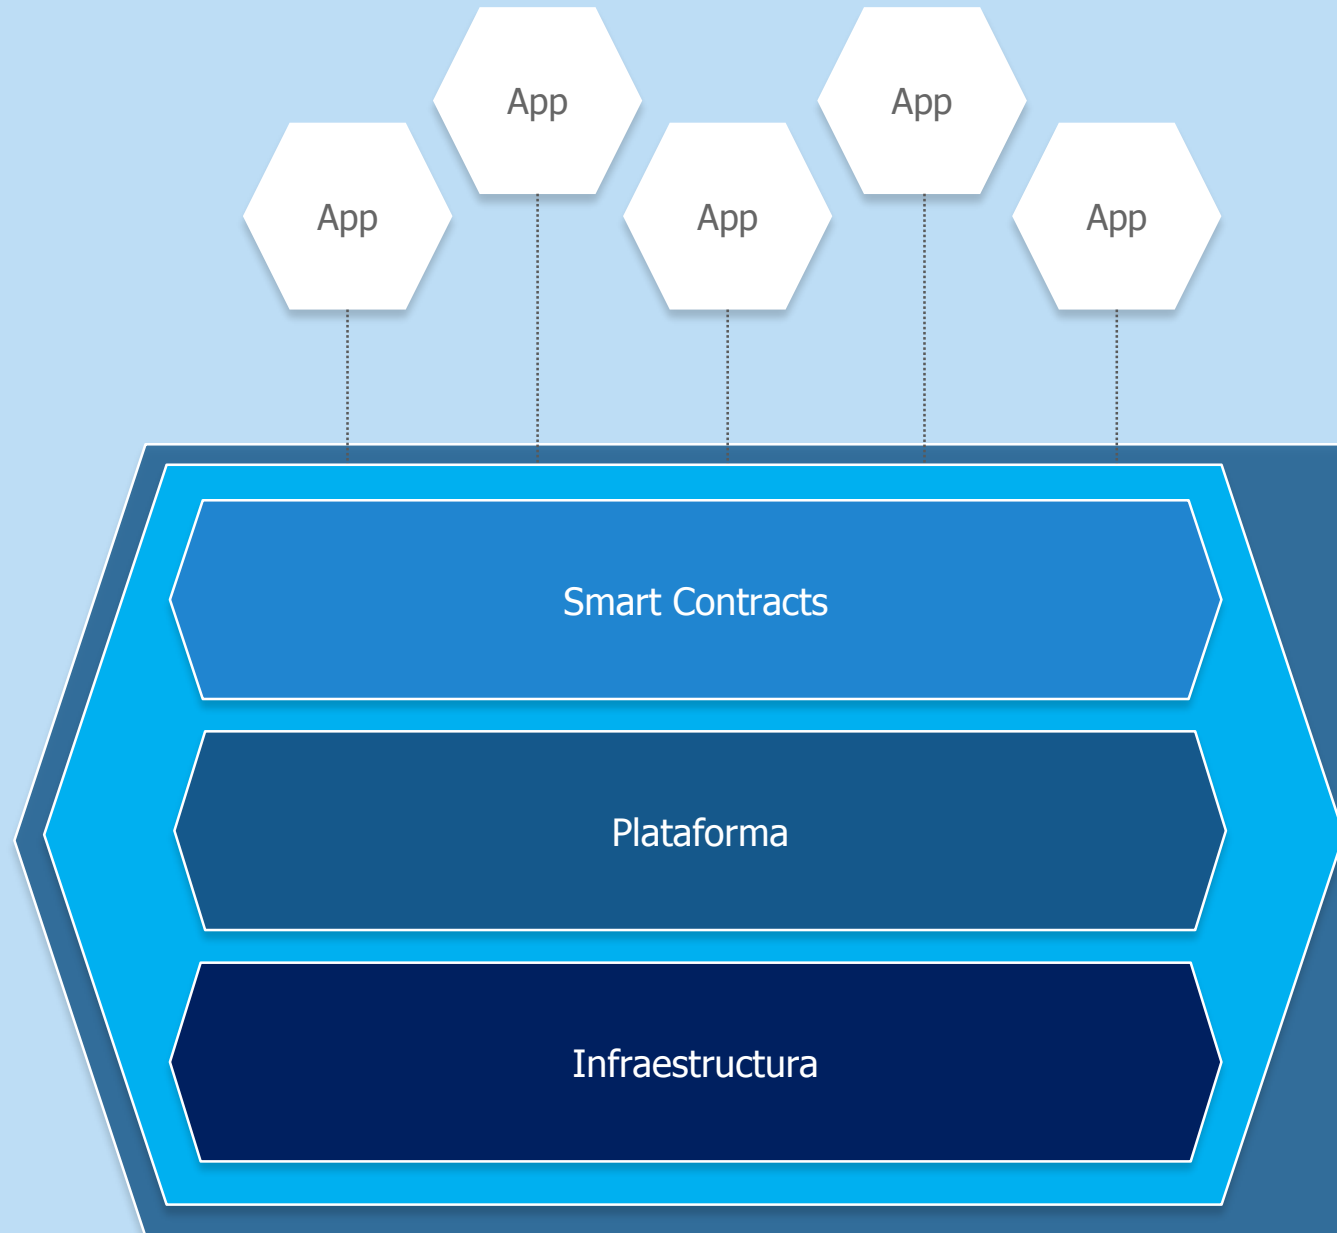 App
App
App
App
App
Smart Contracts
Plataforma
Infraestructura